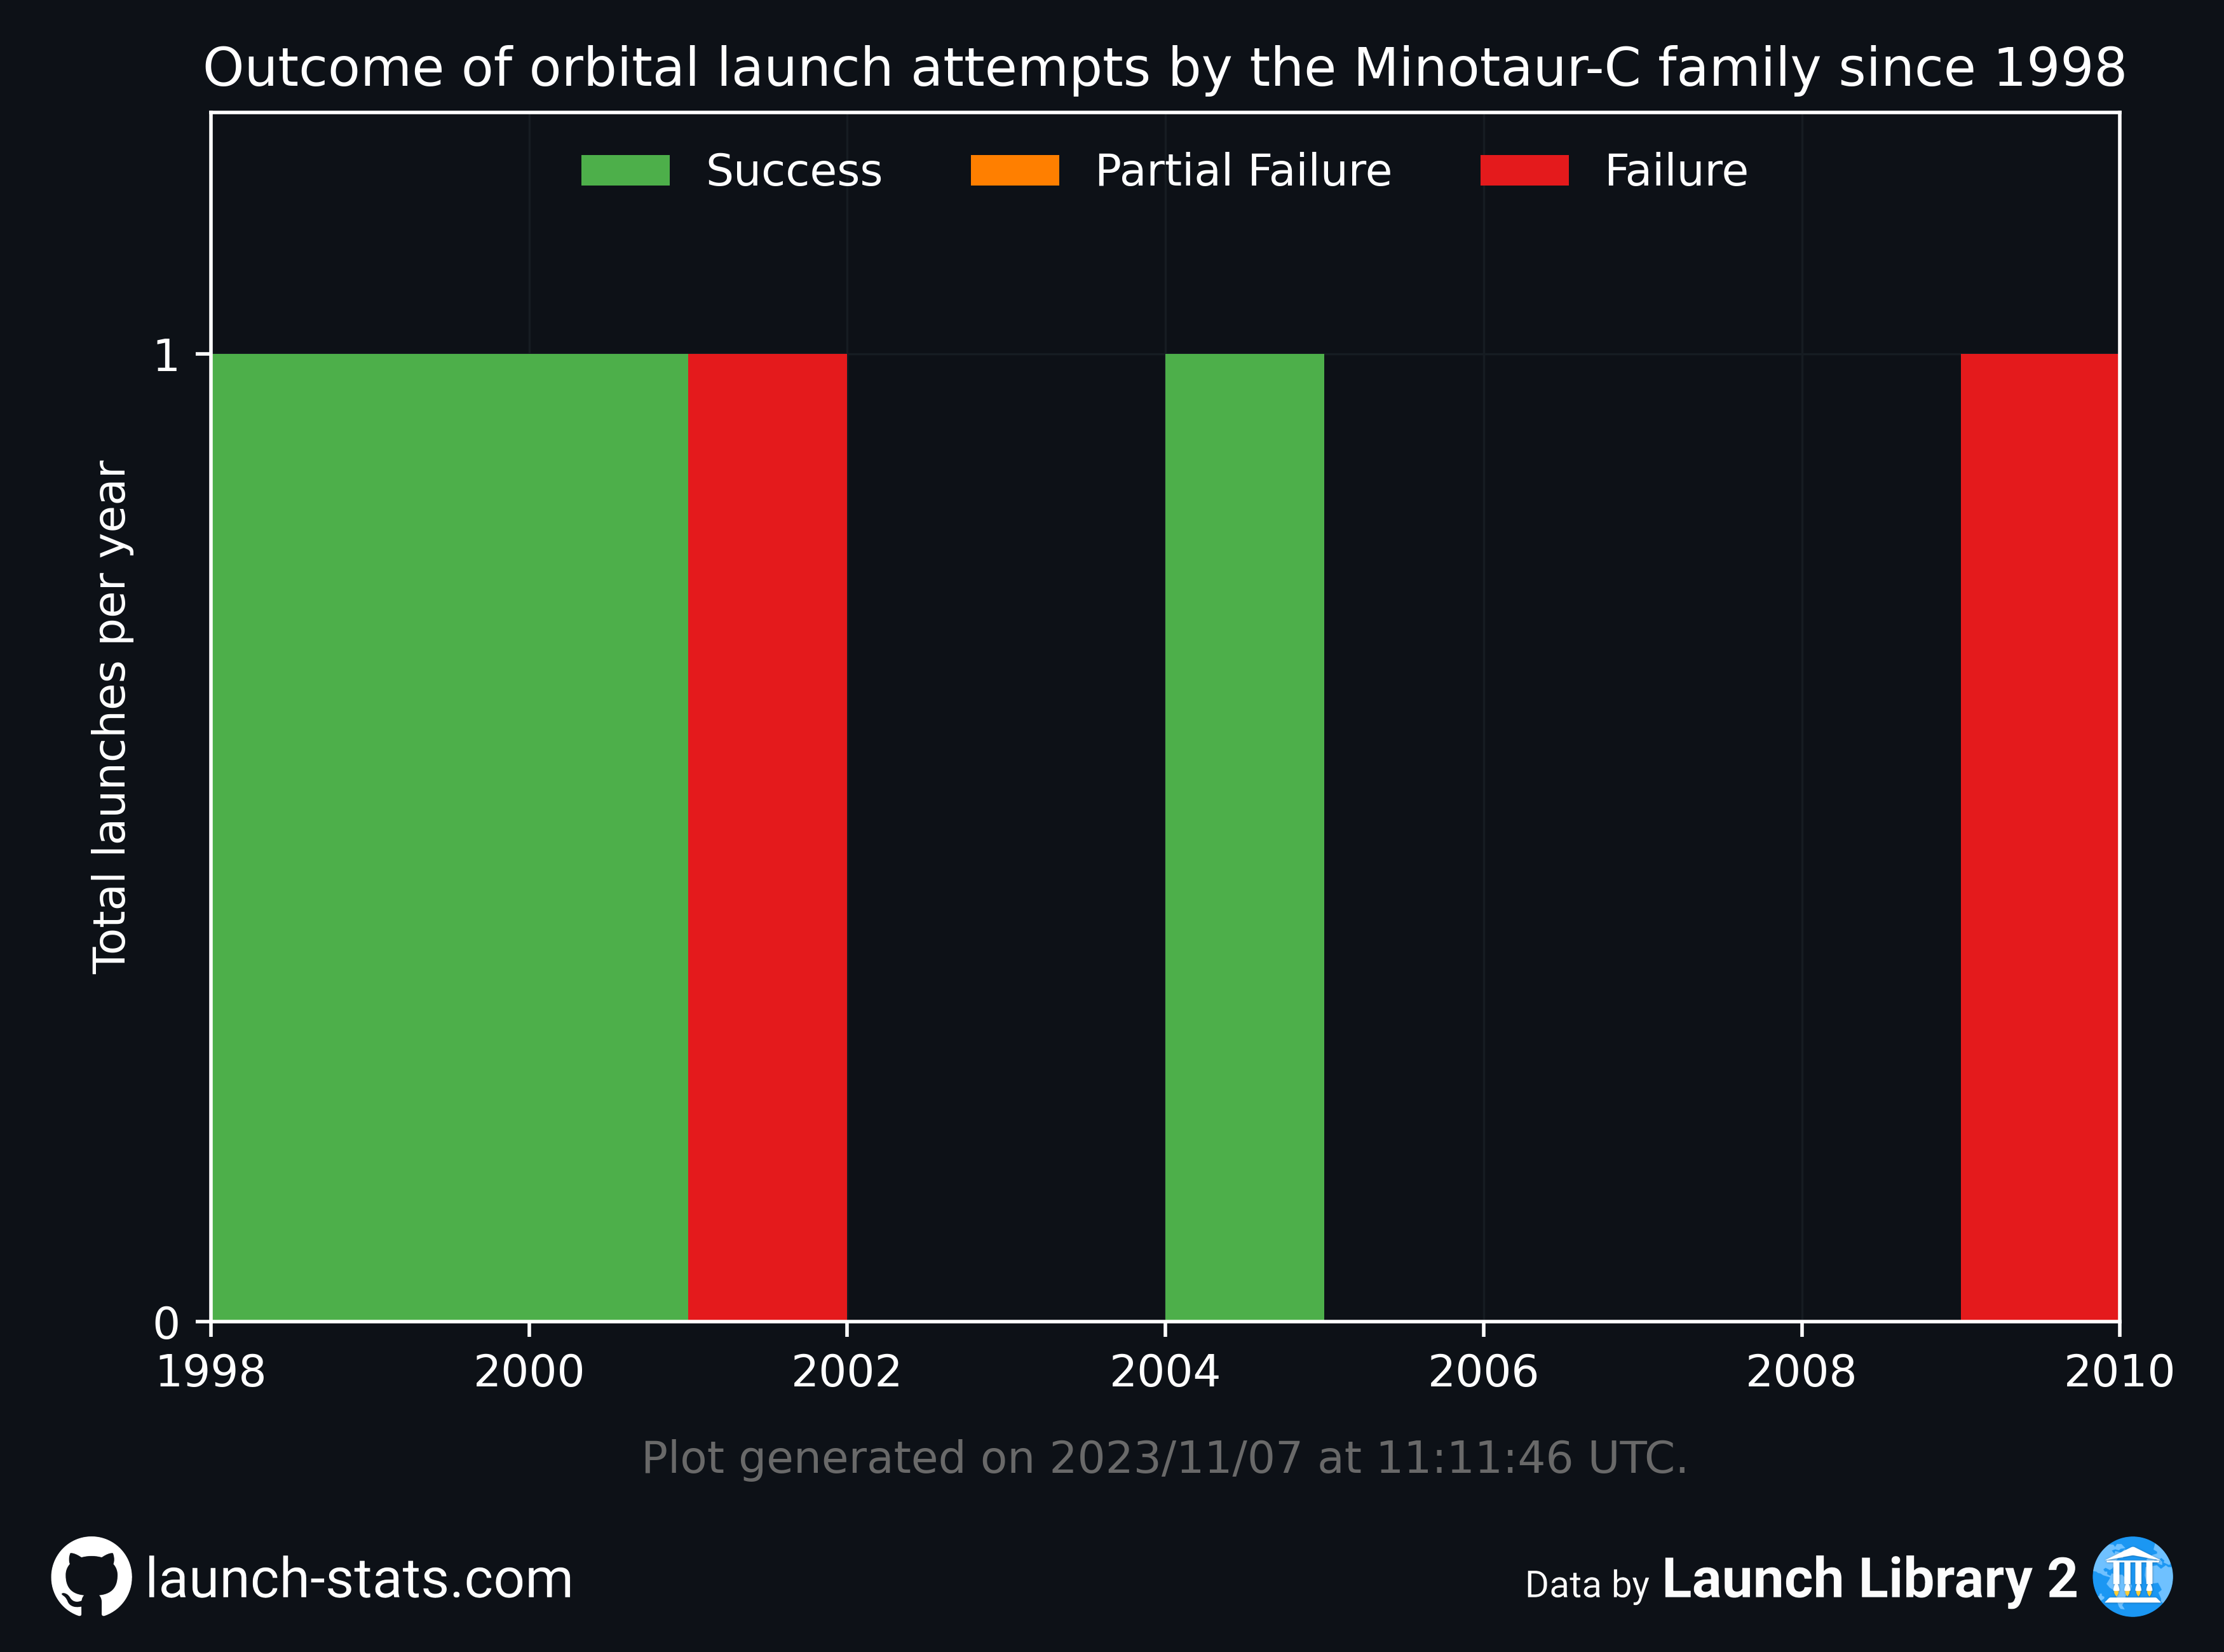 Outcome of orbital launch attempts by the Minotaur-C family since 1998
Success Partial Failure Failure
Total launches per year
1
0
1998 2000 2002 2004 2006 2008 2010
Plot generated on 2023/11/07 at 11:11:46 UTC.
launch-stats.com
Data by Launch Library 2